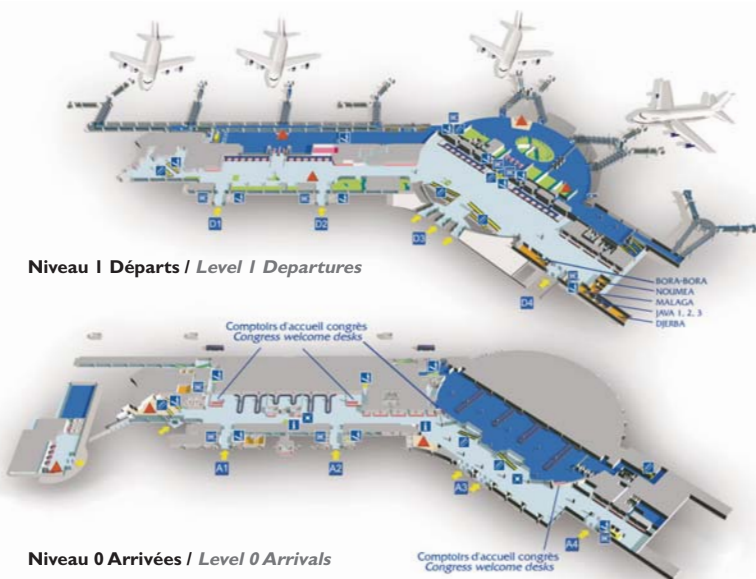 D1
D2
D3
D4
Niveau 1 Départs / Level 1 Departures
BORA-BORA
NOUMEA
MALAGA
JAVA 1, 2, 3
DJERBA
Comptoirs d'accueil congrès
Congress welcome desks
i
i
A1
A2
A3
A4
Niveau 0 Arrivées / Level 0 Arrivals
Comptoirs d'accueil congrès
Congress welcome desks